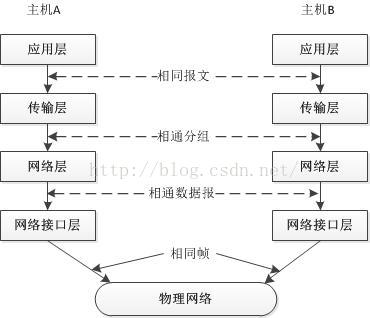 主机A 主机B
应用层 应用层
相同报文
传输层 传输层
相通分组
http://blog.csdn.net/
网络层 网络层
相通数据报
网络接口层 网络接口层
相同帧
物理网络